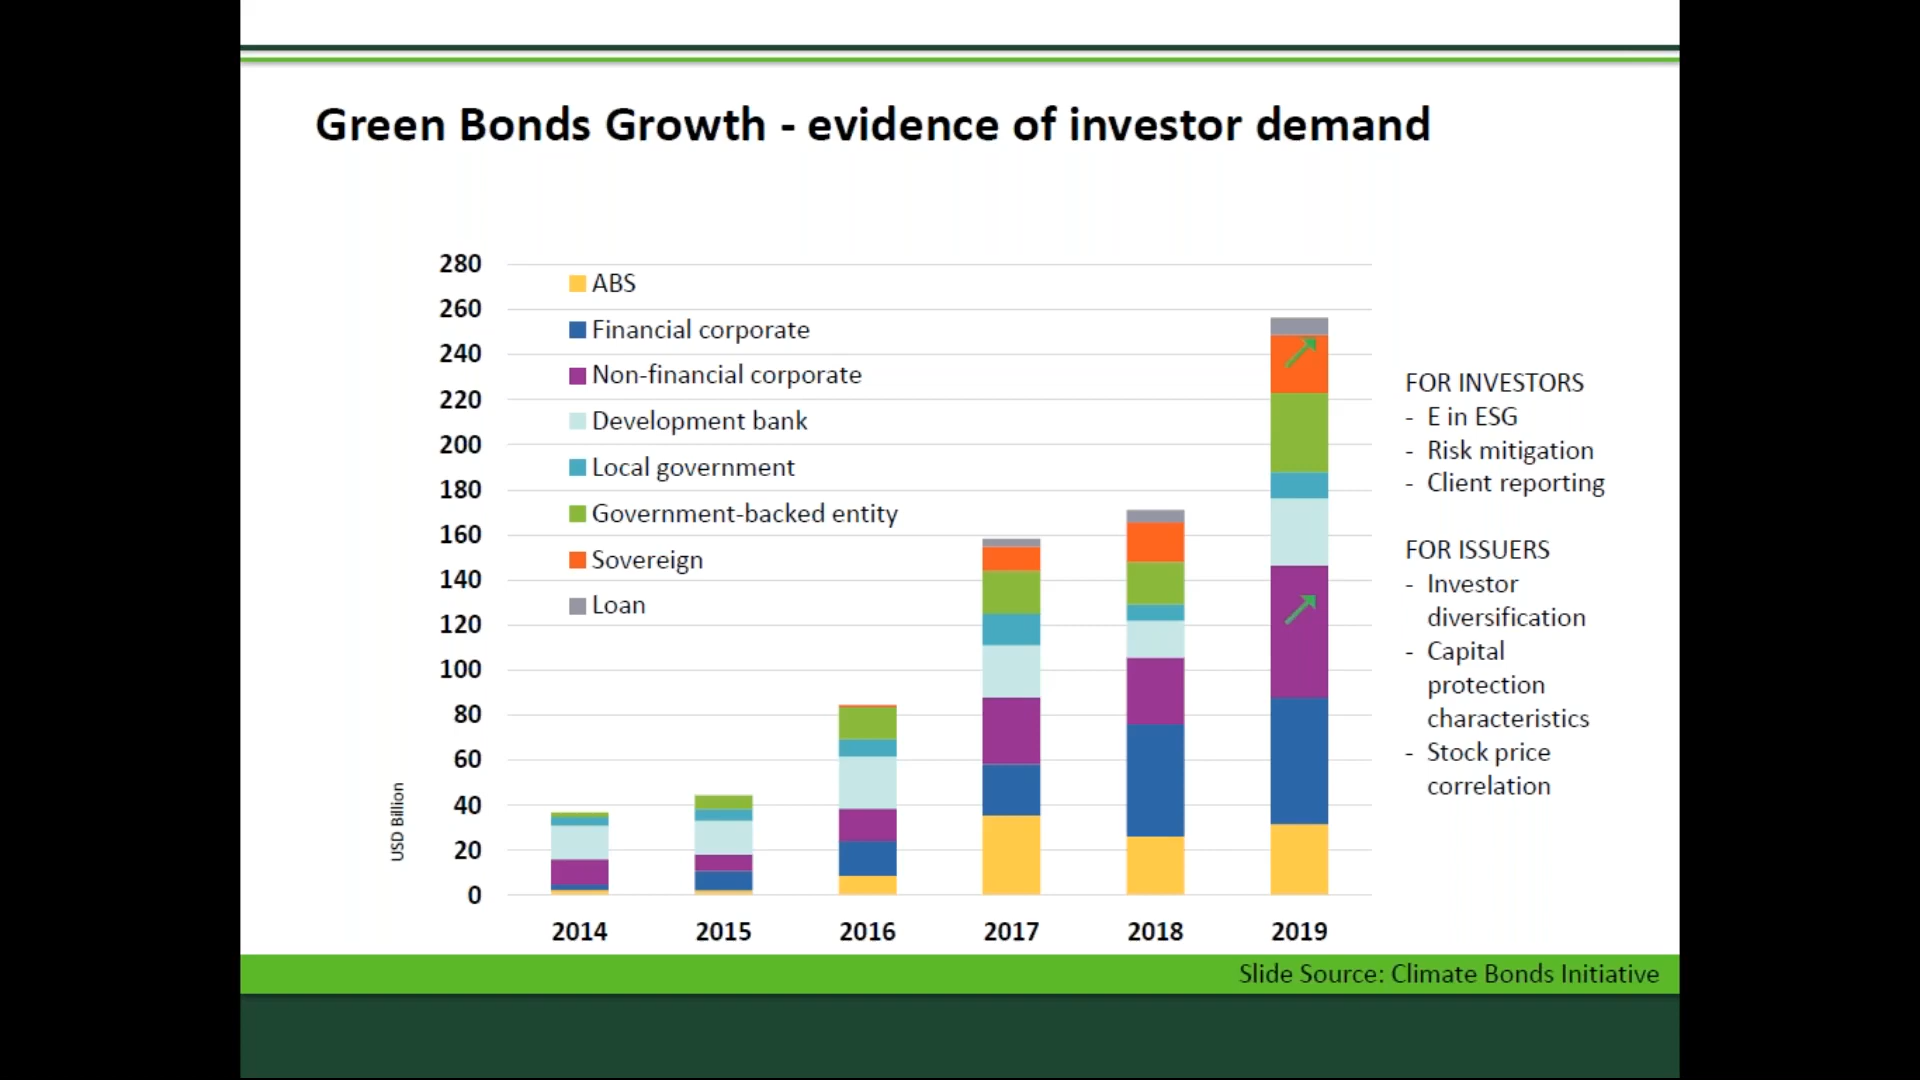 Green Bonds Growth - evidence of investor demand
280
260
240
220
200
180
160
140
120
100
80
60
40
20
0
USD Billion
ABS
Financial corporate
Non-financial corporate
Development bank
Local government
Government-backed entity
Sovereign
Loan
2014 2015 2016 2017 2018 2019
FOR INVESTORS
- E in ESG
- Risk mitigation
- Client reporting
FOR ISSUERS
- Investor
diversification
- Capital
protection
characteristics
- Stock price
correlation
Slide Source: Climate Bonds Initiative